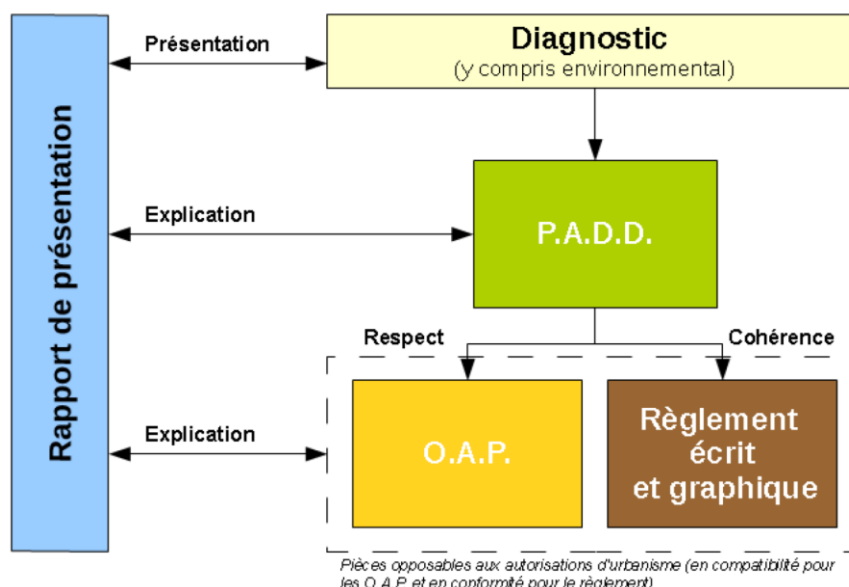 Rapport de présentation
Présentation
Diagnostic
(y compris environnemental)
Explication
P.A.D.D.
Respect
Cohérence
Explication
O.A.P.
Règlement
écrit
et graphique
Pièces opposables aux autorisations d'urbanisme (en compatibilité pour
les O.A.P. et en conformité pour le règlement)